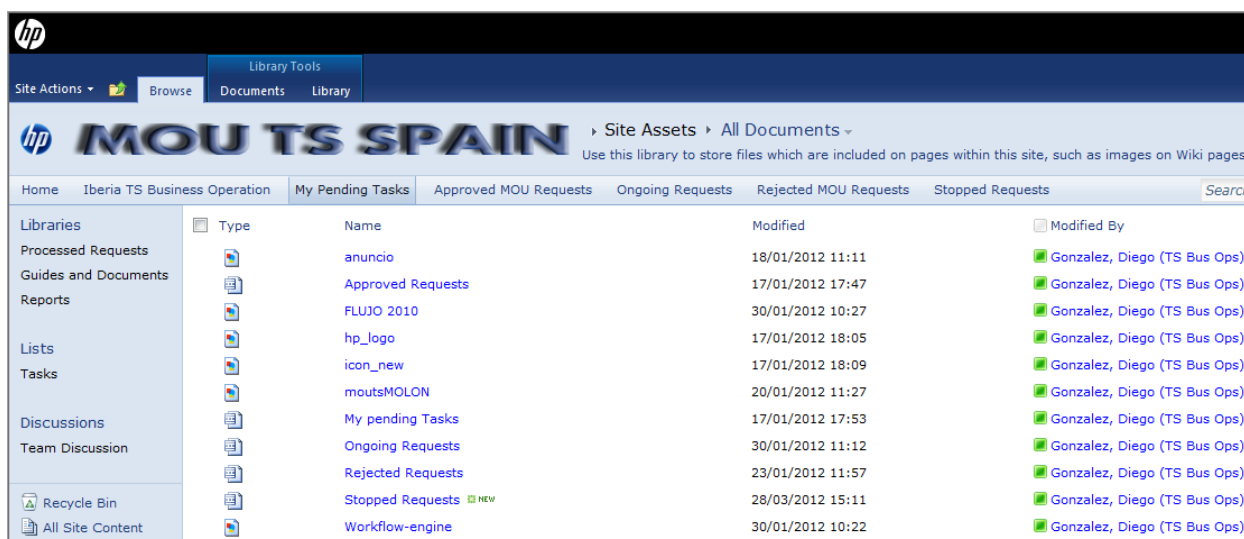 hp
Library Tools
Site Actions Browse Documents Library
hp MOU TS SPAIN Site Assets All Documents
Use this library to store files which are included on pages within this site, such as images on Wiki pages
Home Iberia TS Business Operation My Pending Tasks Approved MOU Requests Ongoing Requests Rejected MOU Requests Stopped Requests Search
Libraries Type Name Modified Modified By
Processed Requests
Guides and Documents
Reports
Lists
Tasks
Discussions
Team Discussion
Recycle Bin
All Site Content
anuncio 18/01/2012 11:11 Gonzalez, Diego (TS Bus Ops)
Approved Requests 17/01/2012 17:47 Gonzalez, Diego (TS Bus Ops)
FLUJO 2010 30/01/2012 10:27 Gonzalez, Diego (TS Bus Ops)
hp_logo 17/01/2012 18:05 Gonzalez, Diego (TS Bus Ops)
icon_new 17/01/2012 18:09 Gonzalez, Diego (TS Bus Ops)
moutsMOLON 20/01/2012 11:27 Gonzalez, Diego (TS Bus Ops)
My pending Tasks 17/01/2012 17:53 Gonzalez, Diego (TS Bus Ops)
Ongoing Requests 30/01/2012 11:12 Gonzalez, Diego (TS Bus Ops)
Rejected Requests 23/01/2012 11:57 Gonzalez, Diego (TS Bus Ops)
Stopped Requests NEW 28/03/2012 15:11 Gonzalez, Diego (TS Bus Ops)
Workflow-engine 30/01/2012 10:22 Gonzalez, Diego (TS Bus Ops)